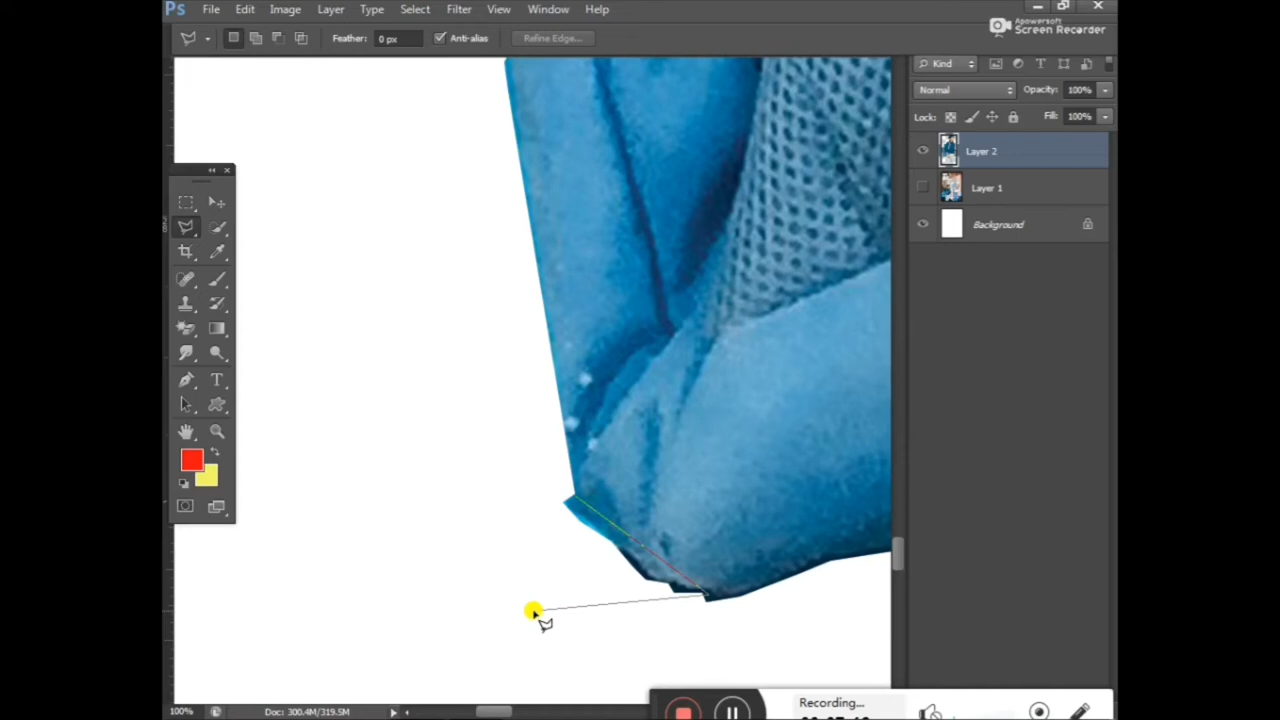 Ps File Edit Image Layer Type Select Filter View Window Help
Apowersoft
Screen Recorder
Feather: 0 px Anti-alias Refine Edge...
Kind
Normal Opacity: 100%
Lock: Fill: 100%
Layer 2
Layer 1
Background
T
Recording...
100% Doc: 300.4M/319.5M